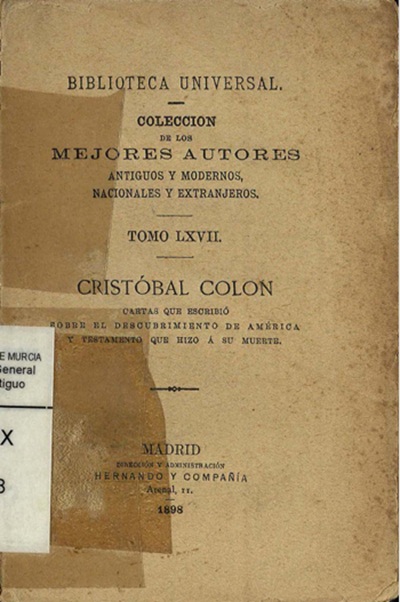 BIBLIOTECA UNIVERSAL.
COLECCION
DE LOS
MEJORES AUTORES
ANTIGUOS Y MODERNOS,
NACIONALES Y EXTRANJEROS.
TOMO LXVII.
CRISTÓBAL COLON
CARTAS QUE ESCRIBIÓ
SOBRE EL DESCUBRIMIENTO DE AMÉRICA
Y TESTAMENTO QUE HIZO Á SU MUERTE.
E MURCIA
General
tiguo
X
3
MADRID
DIRECCIÓN Y ADMINISTRACIÓN
HERNANDO Y COMPAÑÍA
Arenal, 11.
1898